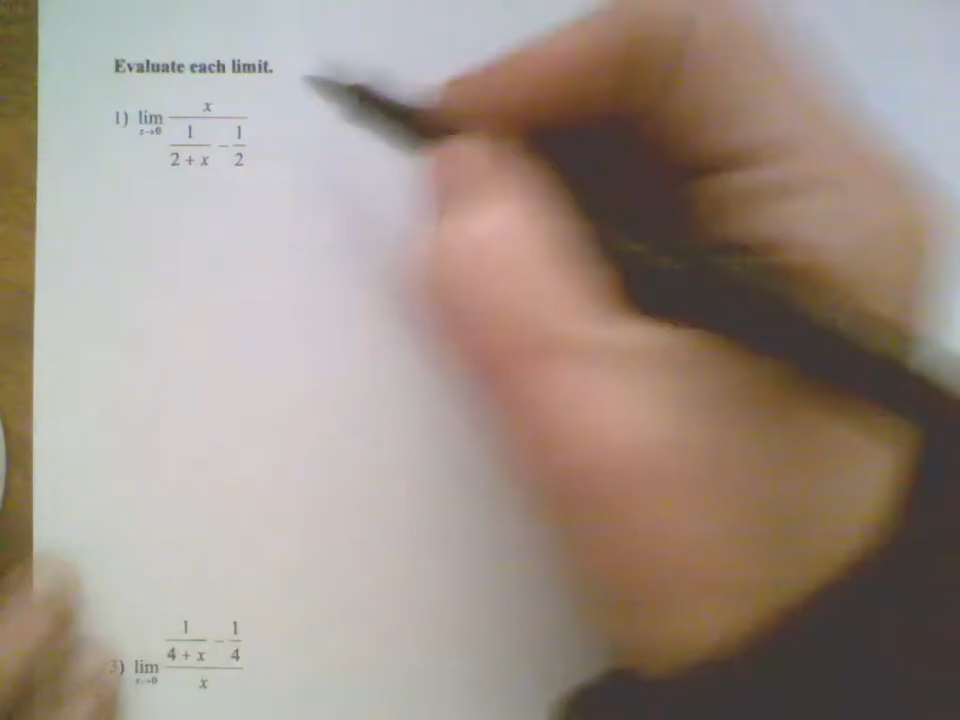 Evaluate each limit.
1) lim x→0 x / (1/(2 + x) - 1/2)
3) lim x→0 (1/(4 + x) - 1/4) / x